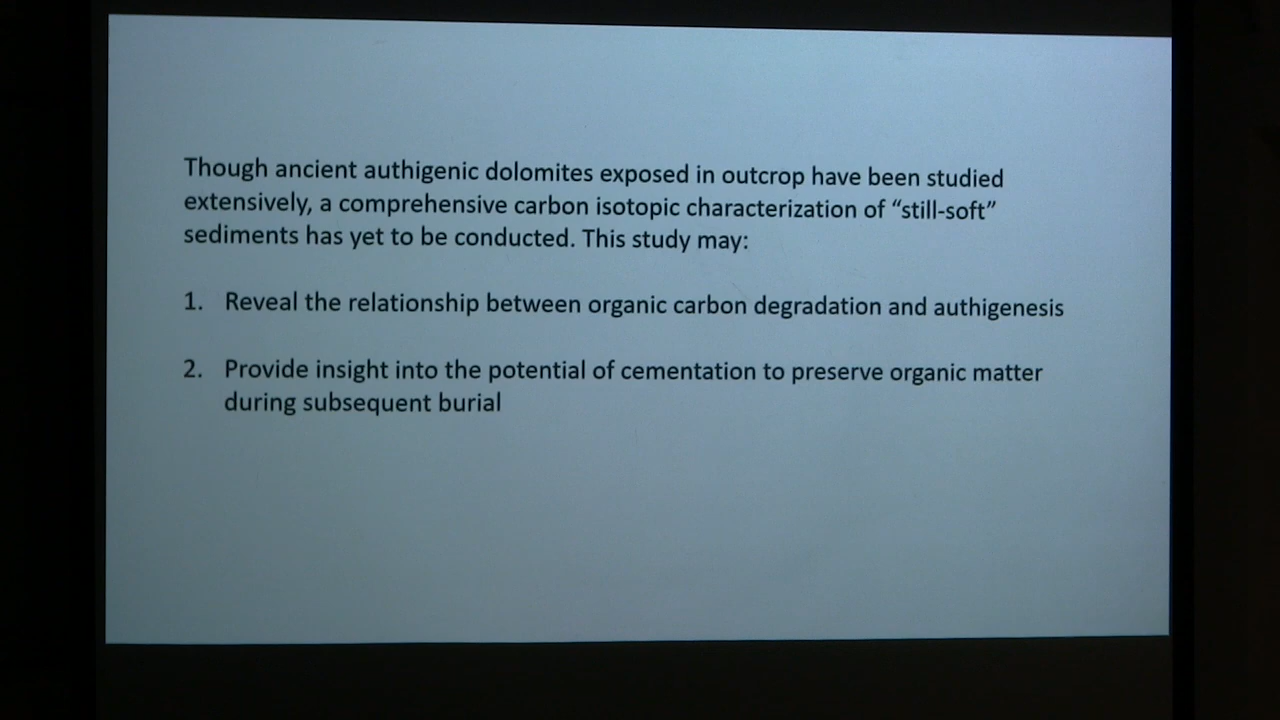 Though ancient authigenic dolomites exposed in outcrop have been studied
extensively, a comprehensive carbon isotopic characterization of “still-soft”
sediments has yet to be conducted. This study may:
1. Reveal the relationship between organic carbon degradation and authigenesis
2. Provide insight into the potential of cementation to preserve organic matter
during subsequent burial